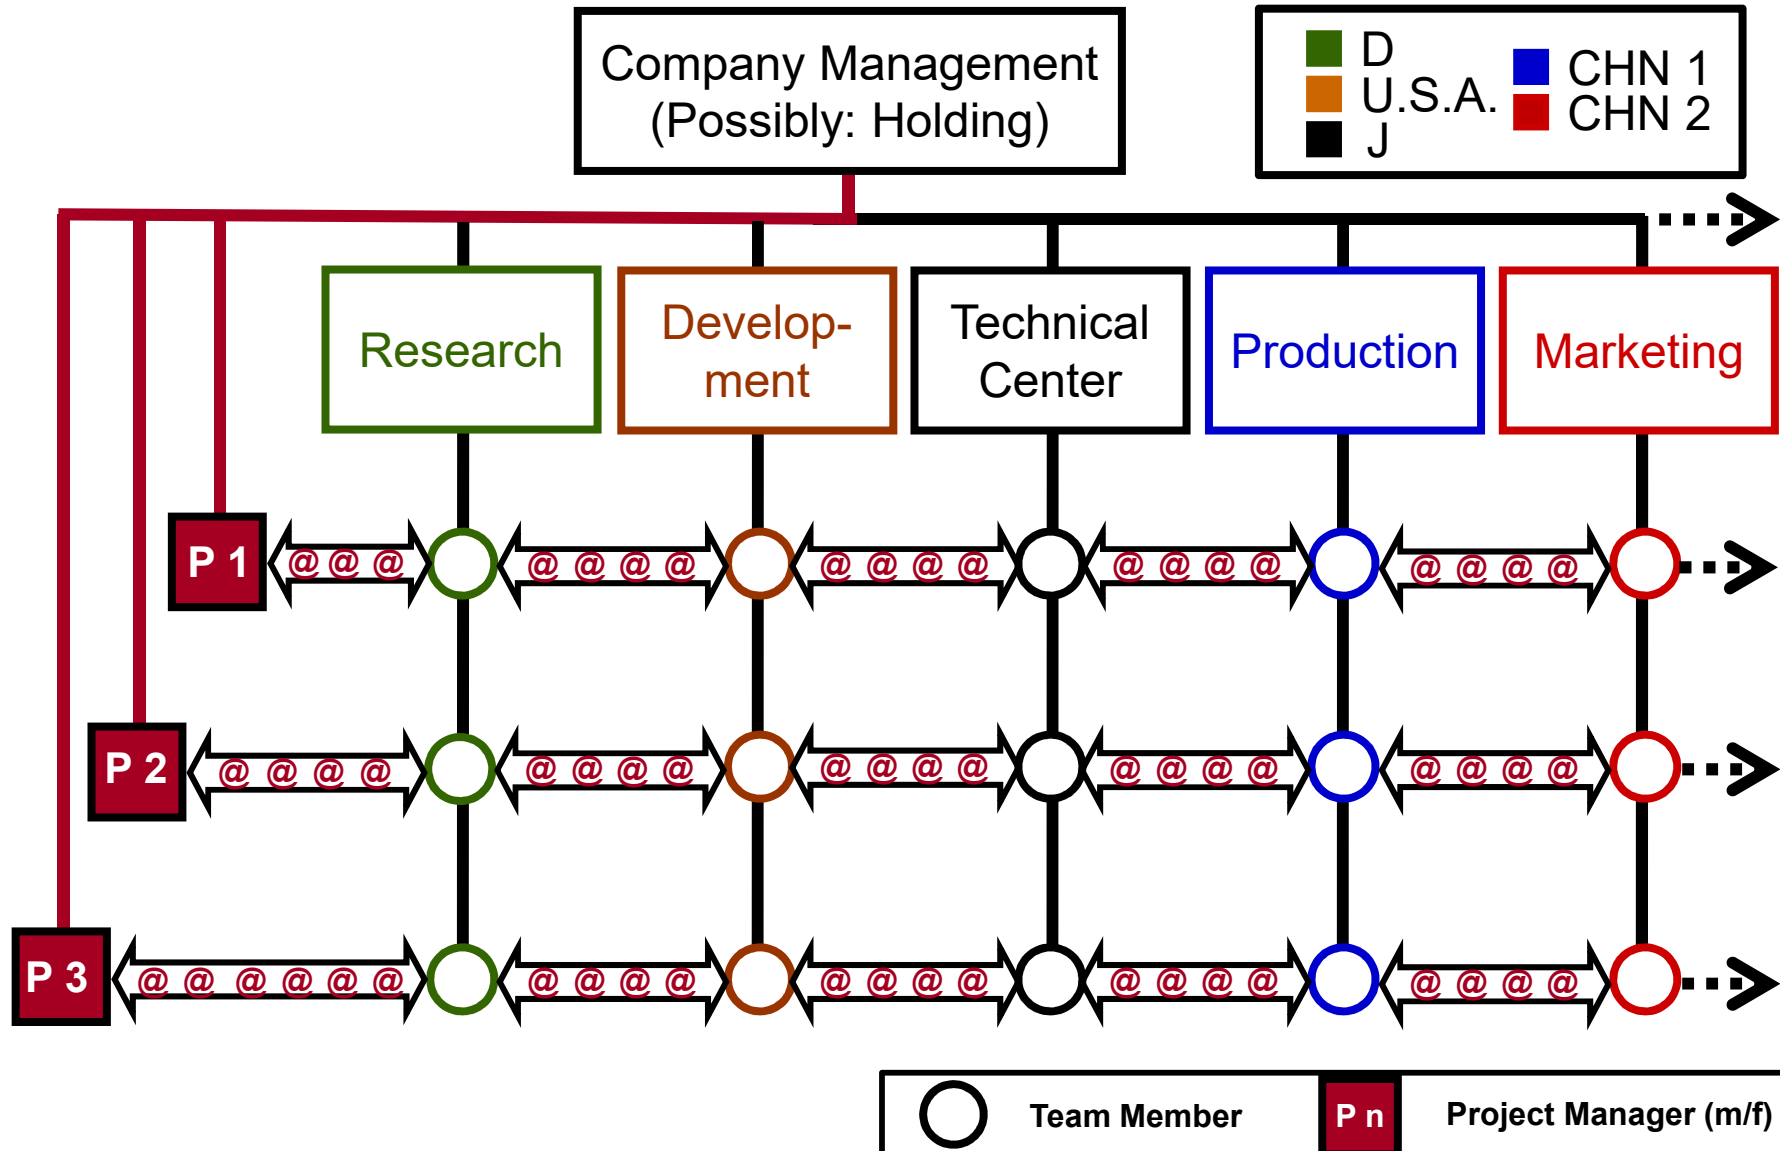 Company Management
(Possibly: Holding)
D
U.S.A.
J
CHN 1
CHN 2
Research
Develop-
ment
Technical
Center
Production
Marketing
P 1
@ @ @
@ @ @ @
@ @ @ @
@ @ @ @
@ @ @ @
P 2
@ @ @ @
@ @ @ @
@ @ @ @
@ @ @ @
@ @ @ @
P 3
@ @ @ @ @ @
@ @ @ @
@ @ @ @
@ @ @ @
@ @ @ @
Team Member
P n
Project Manager (m/f)